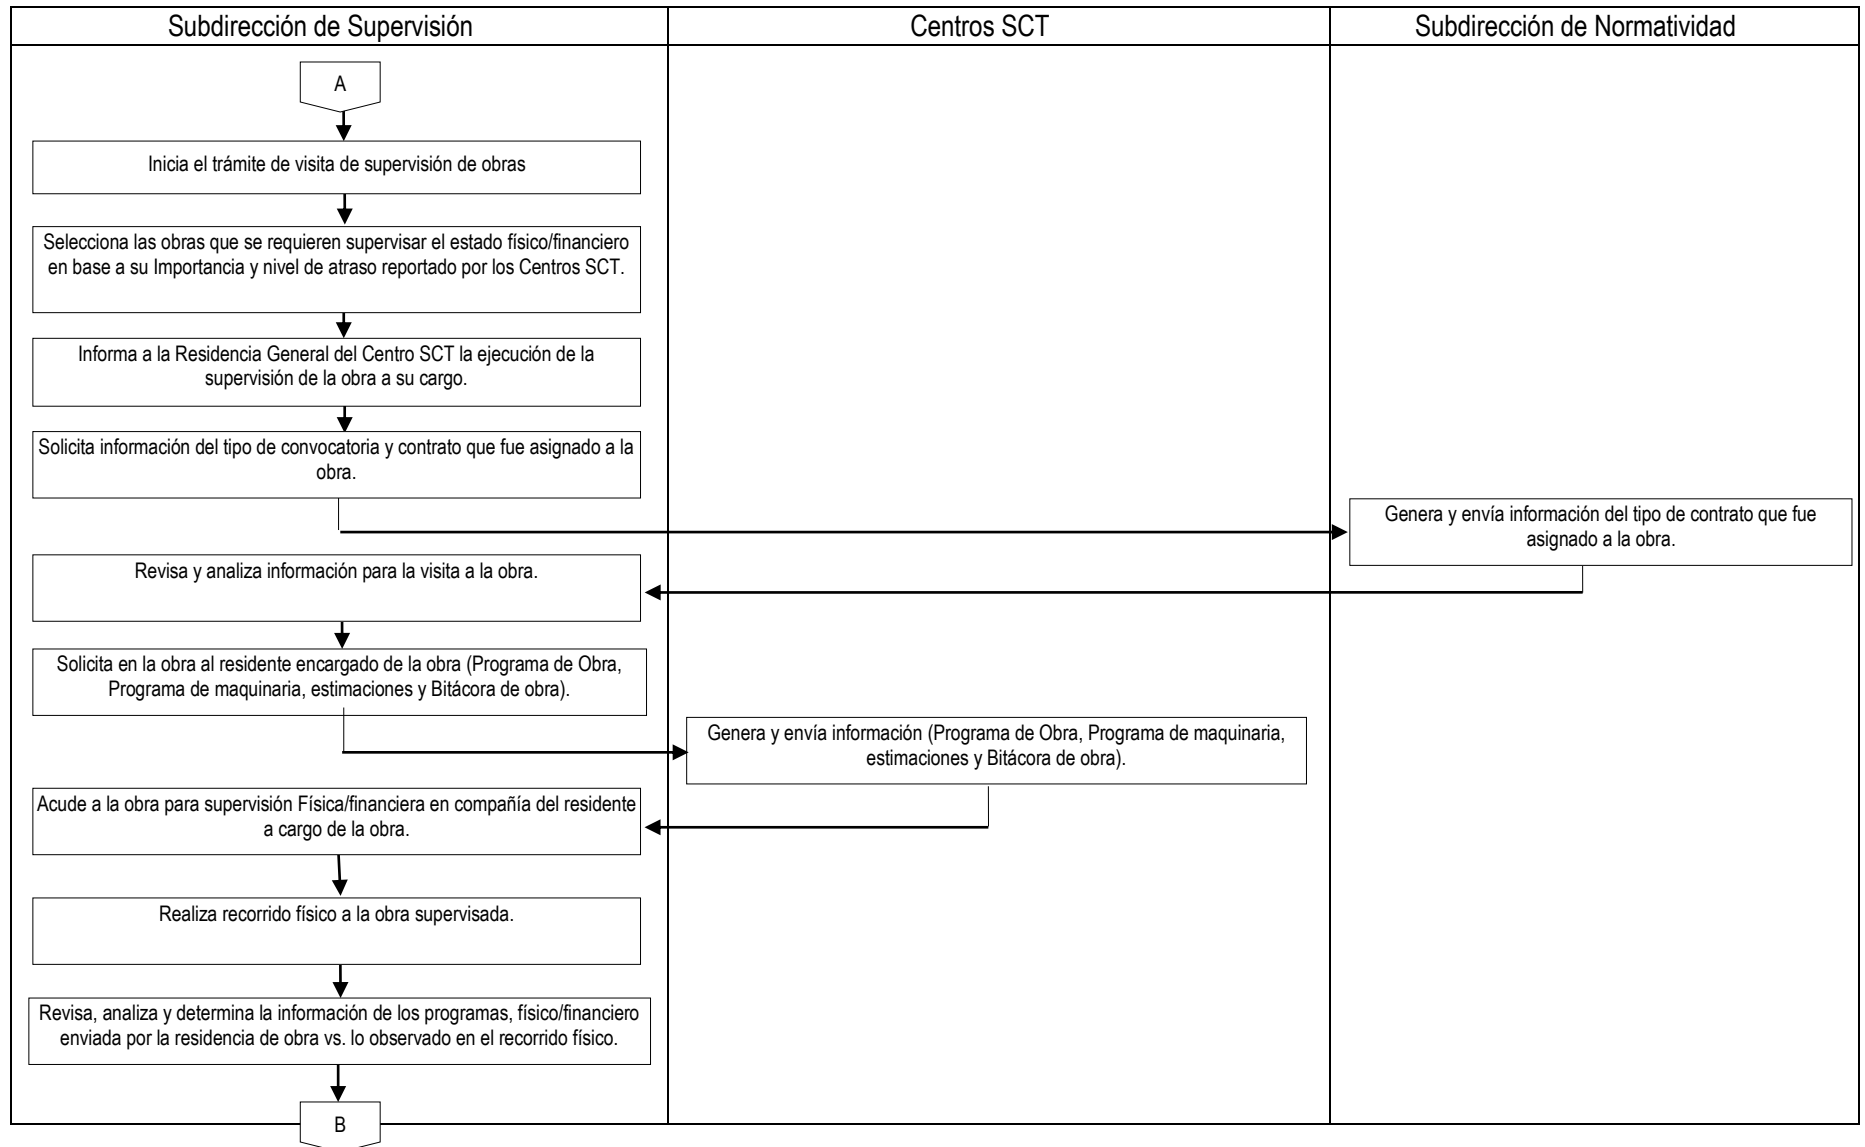 Subdirección de Supervisión
Centros SCT
Subdirección de Normatividad
A
Inicia el trámite de visita de supervisión de obras
Selecciona las obras que se requieren supervisar el estado físico/financiero
en base a su Importancia y nivel de atraso reportado por los Centros SCT.
Informa a la Residencia General del Centro SCT la ejecución de la
supervisión de la obra a su cargo.
Solicita información del tipo de convocatoria y contrato que fue asignado a la
obra.
Genera y envía información del tipo de contrato que fue
asignado a la obra.
Revisa y analiza información para la visita a la obra.
Solicita en la obra al residente encargado de la obra (Programa de Obra,
Programa de maquinaria, estimaciones y Bitácora de obra).
Genera y envía información (Programa de Obra, Programa de maquinaria,
estimaciones y Bitácora de obra).
Acude a la obra para supervisión Física/financiera en compañía del residente
a cargo de la obra.
Realiza recorrido físico a la obra supervisada.
Revisa, analiza y determina la información de los programas, físico/financiero
enviada por la residencia de obra vs. lo observado en el recorrido físico.
B